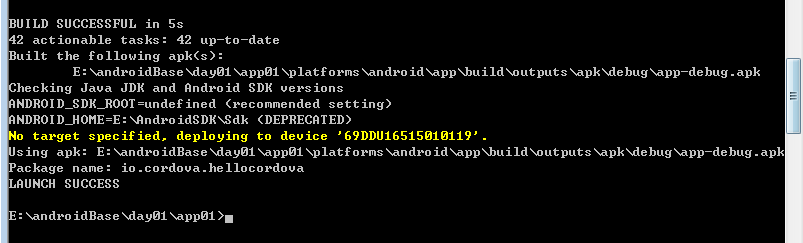 BUILD SUCCESSFUL in 5s
42 actionable tasks: 42 up-to-date
Built the following apk(s):
E:\androidBase\day01\app01\platforms\android\app\build\outputs\apk\debug\app-debug.apk
Checking Java JDK and Android SDK versions
ANDROID_SDK_ROOT=undefined (recommended setting)
ANDROID_HOME=E:\AndroidSDK\Sdk (DEPRECATED)
No target specified, deploying to device '69DDU16515010119'.
Using apk: E:\androidBase\day01\app01\platforms\android\app\build\outputs\apk\debug\app-debug.apk
Package name: io.cordova.hellocordova
LAUNCH SUCCESS
E:\androidBase\day01\app01>